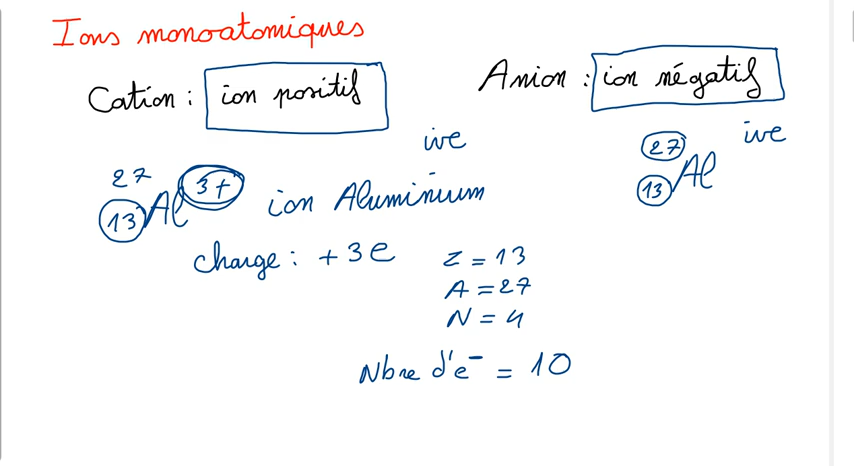 Ions monoatomiques
Cation : ion positif
Anion : ion négatif
ive
ive
27
13 Al 3+ ion Aluminium
27
13 Al
charge : +3e
Z = 13
A = 27
N = 4
Nbre d'e- = 10